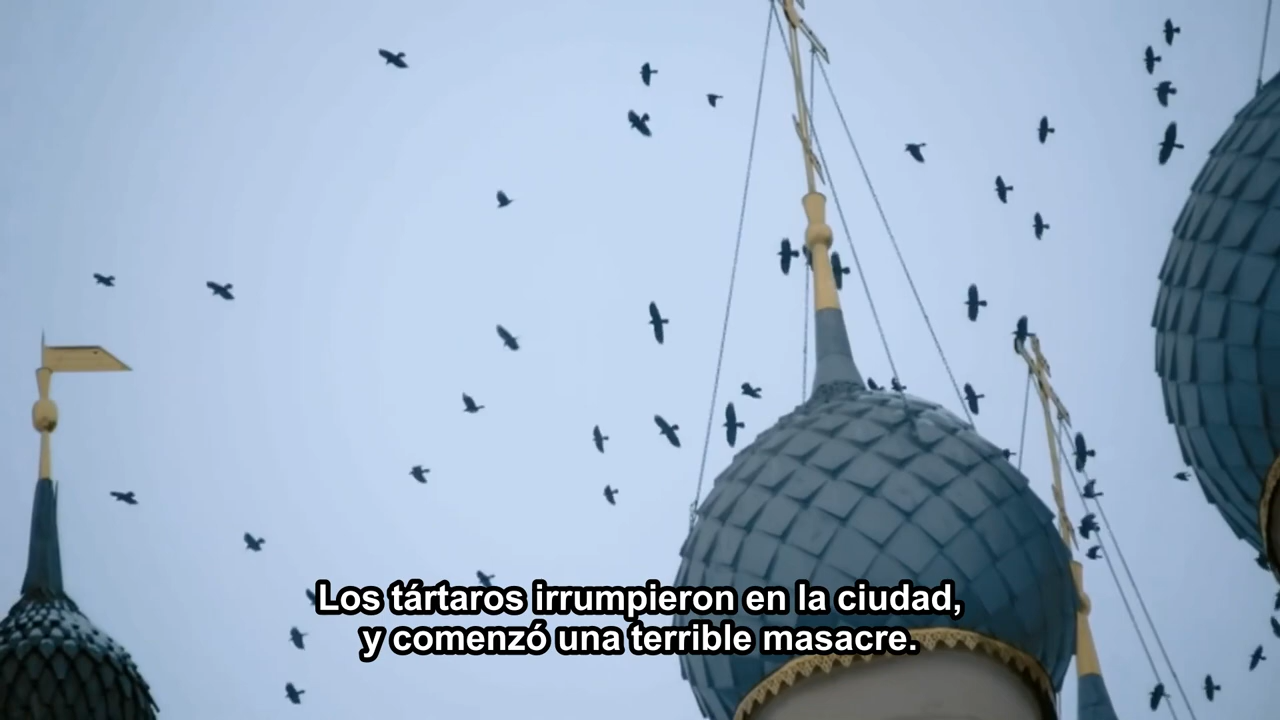 Los tártaros irrumpieron en la ciudad,
y comenzó una terrible masacre.